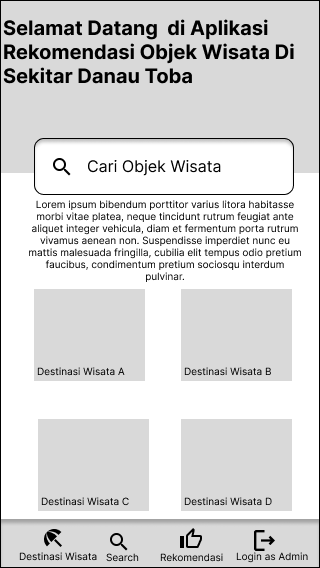 Selamat Datang  di Aplikasi
Rekomendasi Objek Wisata Di
Sekitar Danau Toba
Cari Objek Wisata
Lorem ipsum bibendum porttitor varius litora habitasse
morbi vitae platea, neque tincidunt rutrum feugiat ante
aliquet integer vehicula, diam et fermentum porta rutrum
vivamus aenean non. Suspendisse imperdiet nunc eu
mattis malesuada fringilla, cubilia elit tempus odio pretium
faucibus, condimentum pretium sociosqu interdum
pulvinar.
Destinasi Wisata A
Destinasi Wisata B
Destinasi Wisata C
Destinasi Wisata D
Destinasi Wisata
Search
Rekomendasi
Login as Admin